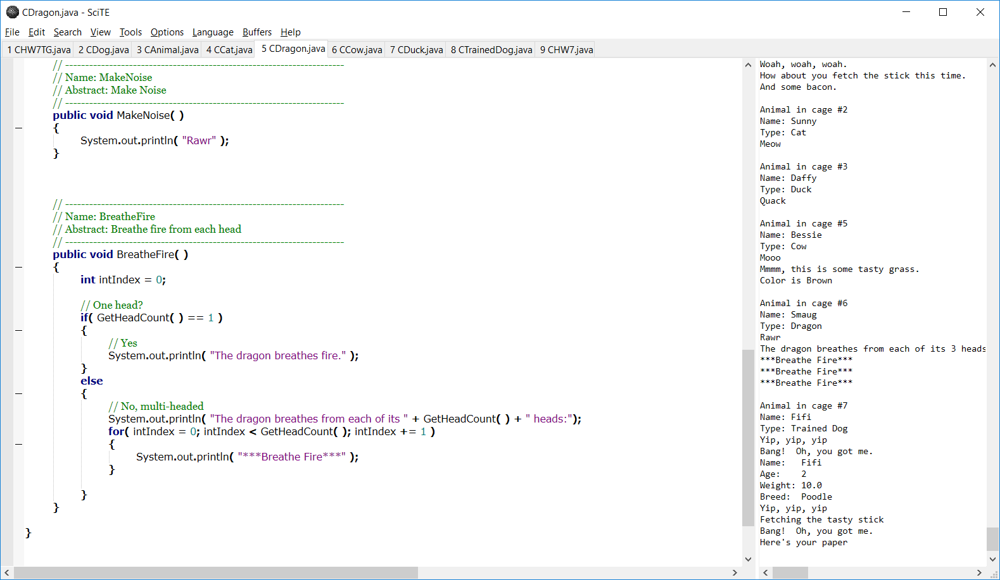 CDragon.java - SciTE
File Edit Search View Tools Options Language Buffers Help
1 CHW7TG.java 2 CDog.java 3 CAnimal.java 4 CCat.java 5 CDragon.java 6 CCow.java 7 CDuck.java 8 CTrainedDog.java 9 CHW7.java
// ----------------------------------------------------------------------
// Name: MakeNoise
// Abstract: Make Noise
// ----------------------------------------------------------------------
public void MakeNoise( )
{
System.out.println( "Rawr" );
}
// ----------------------------------------------------------------------
// Name: BreatheFire
// Abstract: Breathe fire from each head
// ----------------------------------------------------------------------
public void BreatheFire( )
{
int intIndex = 0;
// One head?
if( GetHeadCount( ) == 1 )
{
// Yes
System.out.println( "The dragon breathes fire." );
}
else
{
// No, multi-headed
System.out.println( "The dragon breathes from each of its " + GetHeadCount( ) + " heads:");
for( intIndex = 0; intIndex < GetHeadCount( ); intIndex += 1 )
{
System.out.println( "***Breathe Fire***" );
}
}
}
}
Woah, woah, woah.
How about you fetch the stick this time.
And some bacon.
Animal in cage #2
Name: Sunny
Type: Cat
Meow
Animal in cage #3
Name: Daffy
Type: Duck
Quack
Animal in cage #5
Name: Bessie
Type: Cow
Mooo
Mmmm, this is some tasty grass.
Color is Brown
Animal in cage #6
Name: Smaug
Type: Dragon
Rawr
The dragon breathes from each of its 3 heads
***Breathe Fire***
***Breathe Fire***
***Breathe Fire***
Animal in cage #7
Name: Fifi
Type: Trained Dog
Yip, yip, yip
Bang!  Oh, you got me.
Name:   Fifi
Age:    2
Weight: 10.0
Breed:  Poodle
Yip, yip, yip
Fetching the tasty stick
Bang!  Oh, you got me.
Here's your paper